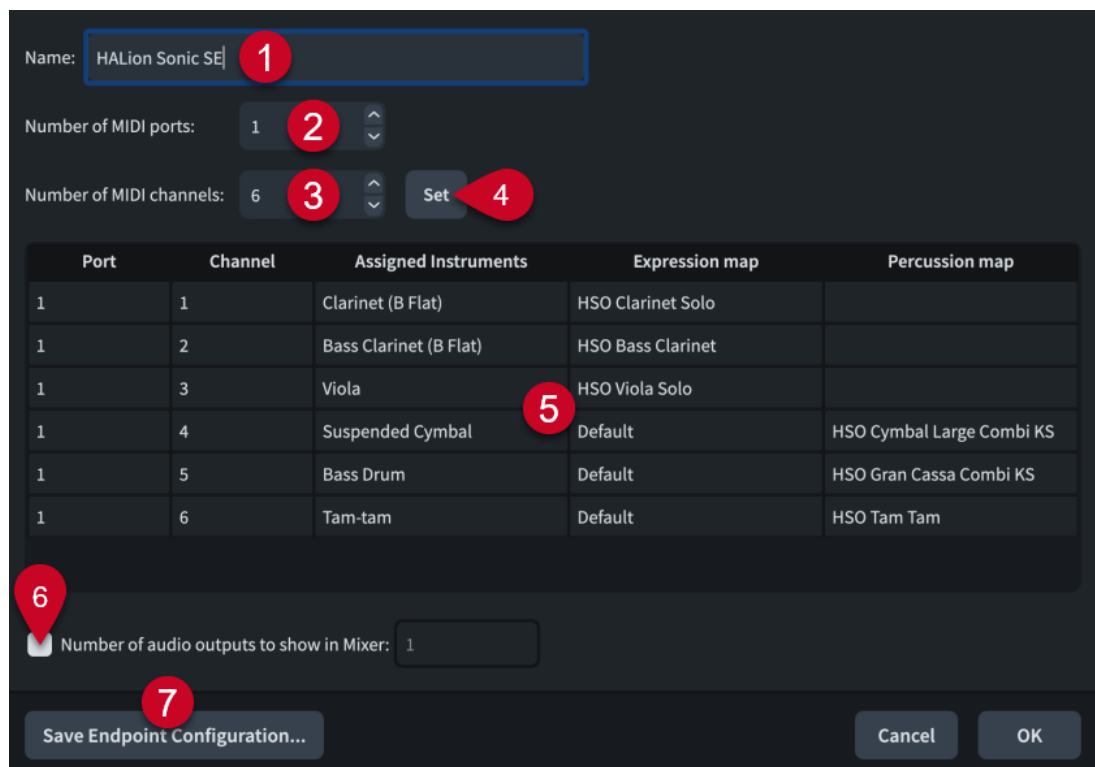 Name: HALion Sonic SE 1
Number of MIDI ports: 1 2
Number of MIDI channels: 6 3 Set 4
Port Channel Assigned Instruments Expression map Percussion map
1 1 Clarinet (B Flat) HSO Clarinet Solo
1 2 Bass Clarinet (B Flat) HSO Bass Clarinet
1 3 Viola HSO Viola Solo
5
1 4 Suspended Cymbal Default HSO Cymbal Large Combi KS
1 5 Bass Drum Default HSO Gran Cassa Combi KS
1 6 Tam-tam Default HSO Tam Tam
6
Number of audio outputs to show in Mixer: 1
7
Save Endpoint Configuration... Cancel OK